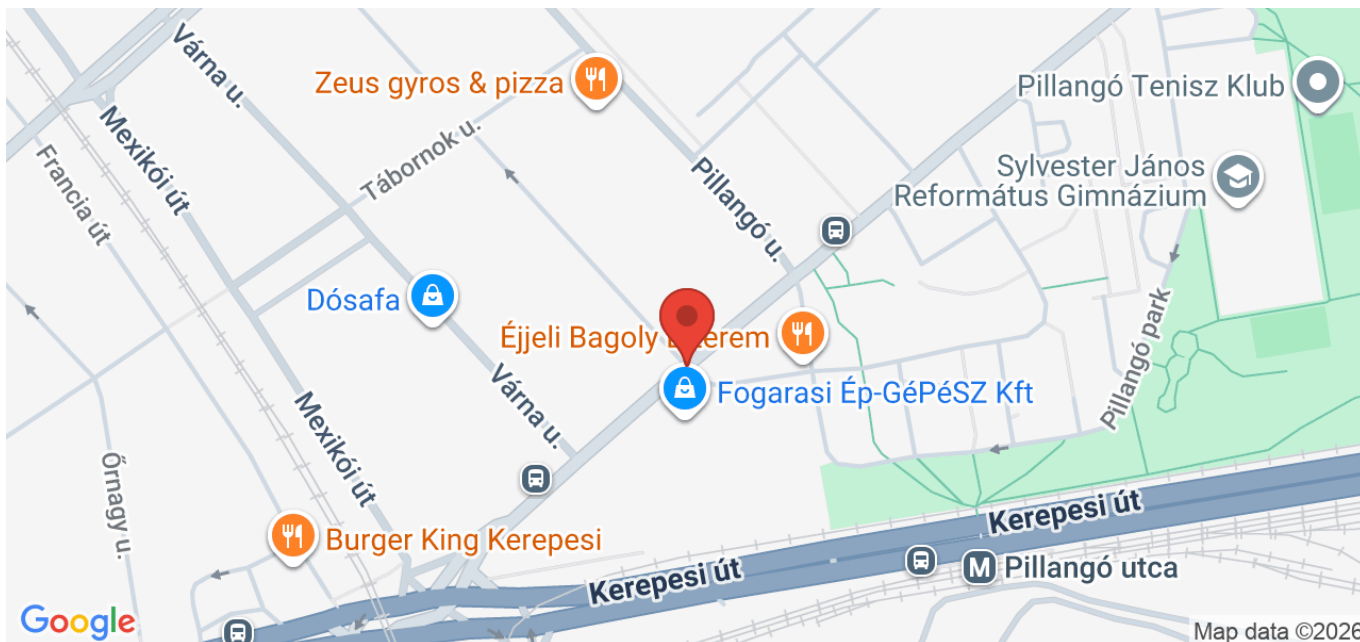 Várna u.
Zeus gyros & pizza
Pillangó Tenisz Klub
Mexikói út
Francia út
Tábornok u.
Pillangó u.
Sylvester János
Református Gimnázium
Dósafa
Éjjeli Bagoly
terem
Pillangó park
Várna u.
Fogarasi Ép-GéPéSZ Kft
Mexikói út
Őrnagy u.
Burger King Kerepesi
Kerepesi út
Kerepesi út
M
Pillangó utca
Google
Map data ©2026